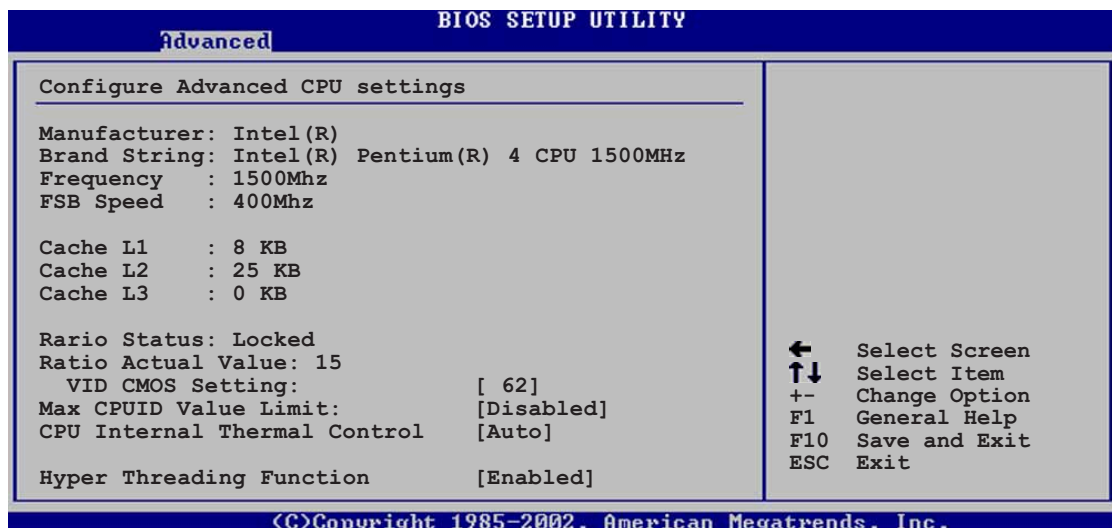 BIOS SETUP UTILITY
Advanced
Configure Advanced CPU settings
Manufacturer: Intel(R)
Brand String: Intel(R) Pentium(R) 4 CPU 1500MHz
Frequency : 1500Mhz
FSB Speed : 400Mhz
Cache L1 : 8 KB
Cache L2 : 25 KB
Cache L3 : 0 KB
Rario Status: Locked
Ratio Actual Value: 15
VID CMOS Setting: [ 62]
Max CPUID Value Limit: [Disabled]
CPU Internal Thermal Control [Auto]
Hyper Threading Function [Enabled]
← Select Screen
↑↓ Select Item
+- Change Option
F1 General Help
F10 Save and Exit
ESC Exit
(C)Copyright 1985-2002, American Megatrends, Inc.